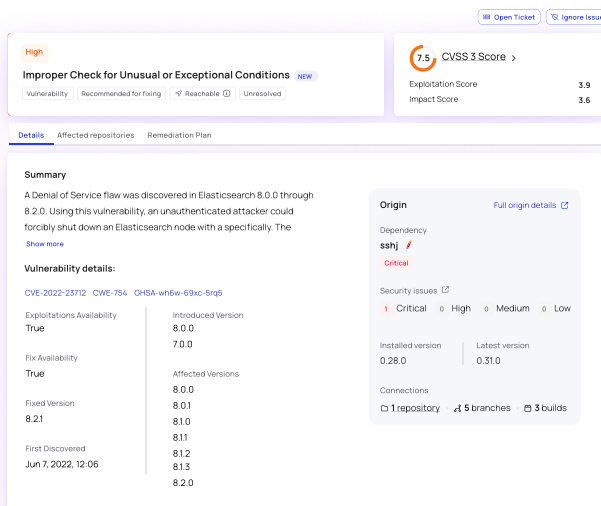 Open Ticket
Ignore Issue
High
Improper Check for Unusual or Exceptional Conditions NEW
Vulnerability Recommended for fixing Reachable Unresolved
7.5 CVSS 3 Score
Exploitation Score 3.9
Impact Score 3.6
Details Affected repositories Remediation Plan
Summary
A Denial of Service flaw was discovered in Elasticsearch 8.0.0 through
8.2.0. Using this vulnerability, an unauthenticated attacker could
forcibly shut down an Elasticsearch node with a specifically. The
Show more
Vulnerability details:
CVE-2022-23712 CWE-754 GHSA-wh6w-69xc-5rq5
Exploitations Availability
True
Fix Availability
True
Fixed Version
8.2.1
First Discovered
Jun 7, 2022, 12:06
Introduced Version
8.0.0
7.0.0
Affected Versions
8.0.0
8.0.1
8.1.0
8.1.1
8.1.2
8.1.3
8.2.0
Origin Full origin details
Dependency
sshj
Critical
Security issues
1 Critical 0 High 0 Medium 0 Low
Installed version
0.28.0
Latest version
0.31.0
Connections
1 repository 5 branches 3 builds